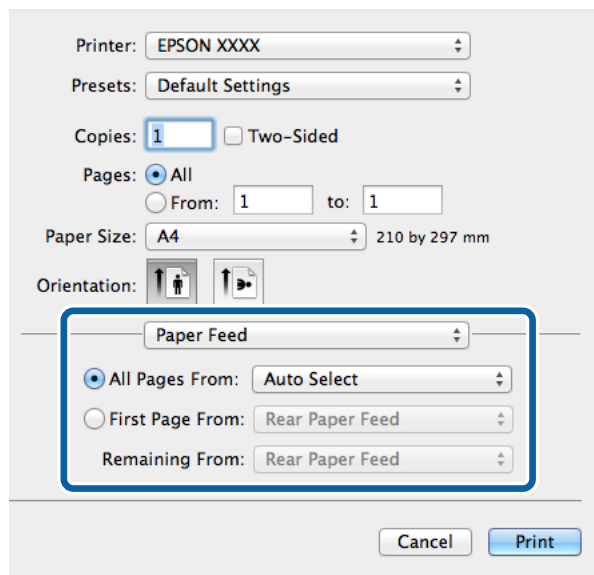 Printer: EPSON XXXX
Presets: Default Settings
Copies: 1 Two-Sided
Pages: All
From: 1 to: 1
Paper Size: A4 210 by 297 mm
Orientation:
Paper Feed
All Pages From: Auto Select
First Page From: Rear Paper Feed
Remaining From: Rear Paper Feed
Cancel Print